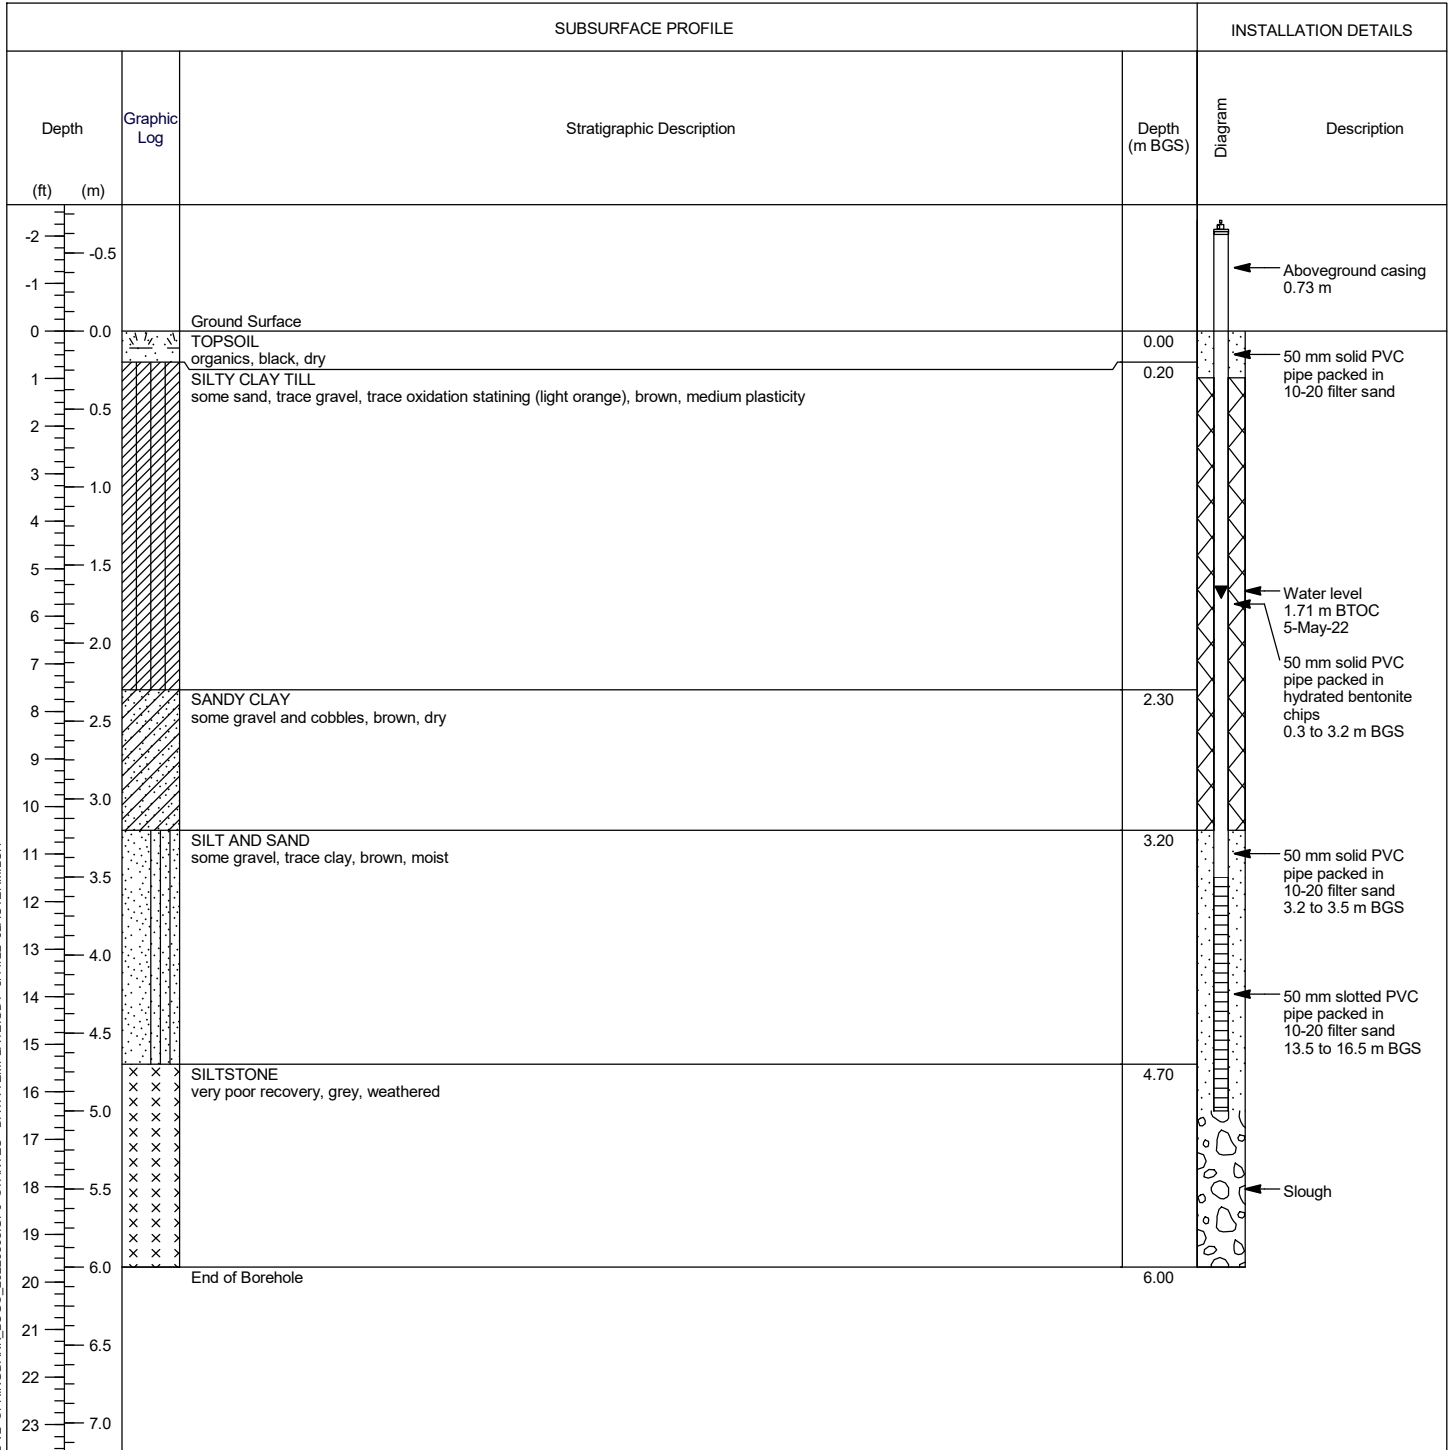 SUBSURFACE PROFILE
INSTALLATION DETAILS
Depth
Graphic
Log
Stratigraphic Description
Depth
(m BGS)
Diagram
Description
(ft)
(m)
-2
-0.5
-1
Aboveground casing
0.73 m
Ground Surface
0
0.0
TOPSOIL
organics, black, dry
0.00
50 mm solid PVC
pipe packed in
10-20 filter sand
1
SILTY CLAY TILL
some sand, trace gravel, trace oxidation statining (light orange), brown, medium plasticity
0.20
0.5
2
3
1.0
4
1.5
5
Water level
1.71 m BTOC
5-May-22
6
2.0
7
50 mm solid PVC
pipe packed in
hydrated bentonite
chips
0.3 to 3.2 m BGS
SANDY CLAY
some gravel and cobbles, brown, dry
2.30
8
2.5
9
3.0
10
SILT AND SAND
some gravel, trace clay, brown, moist
3.20
11
50 mm solid PVC
pipe packed in
10-20 filter sand
3.2 to 3.5 m BGS
3.5
12
13
4.0
14
50 mm slotted PVC
pipe packed in
10-20 filter sand
13.5 to 16.5 m BGS
4.5
15
SILTSTONE
very poor recovery, grey, weathered
4.70
16
5.0
17
18
5.5
Slough
19
6.0
End of Borehole
6.00
20
21
6.5
22
7.0
23